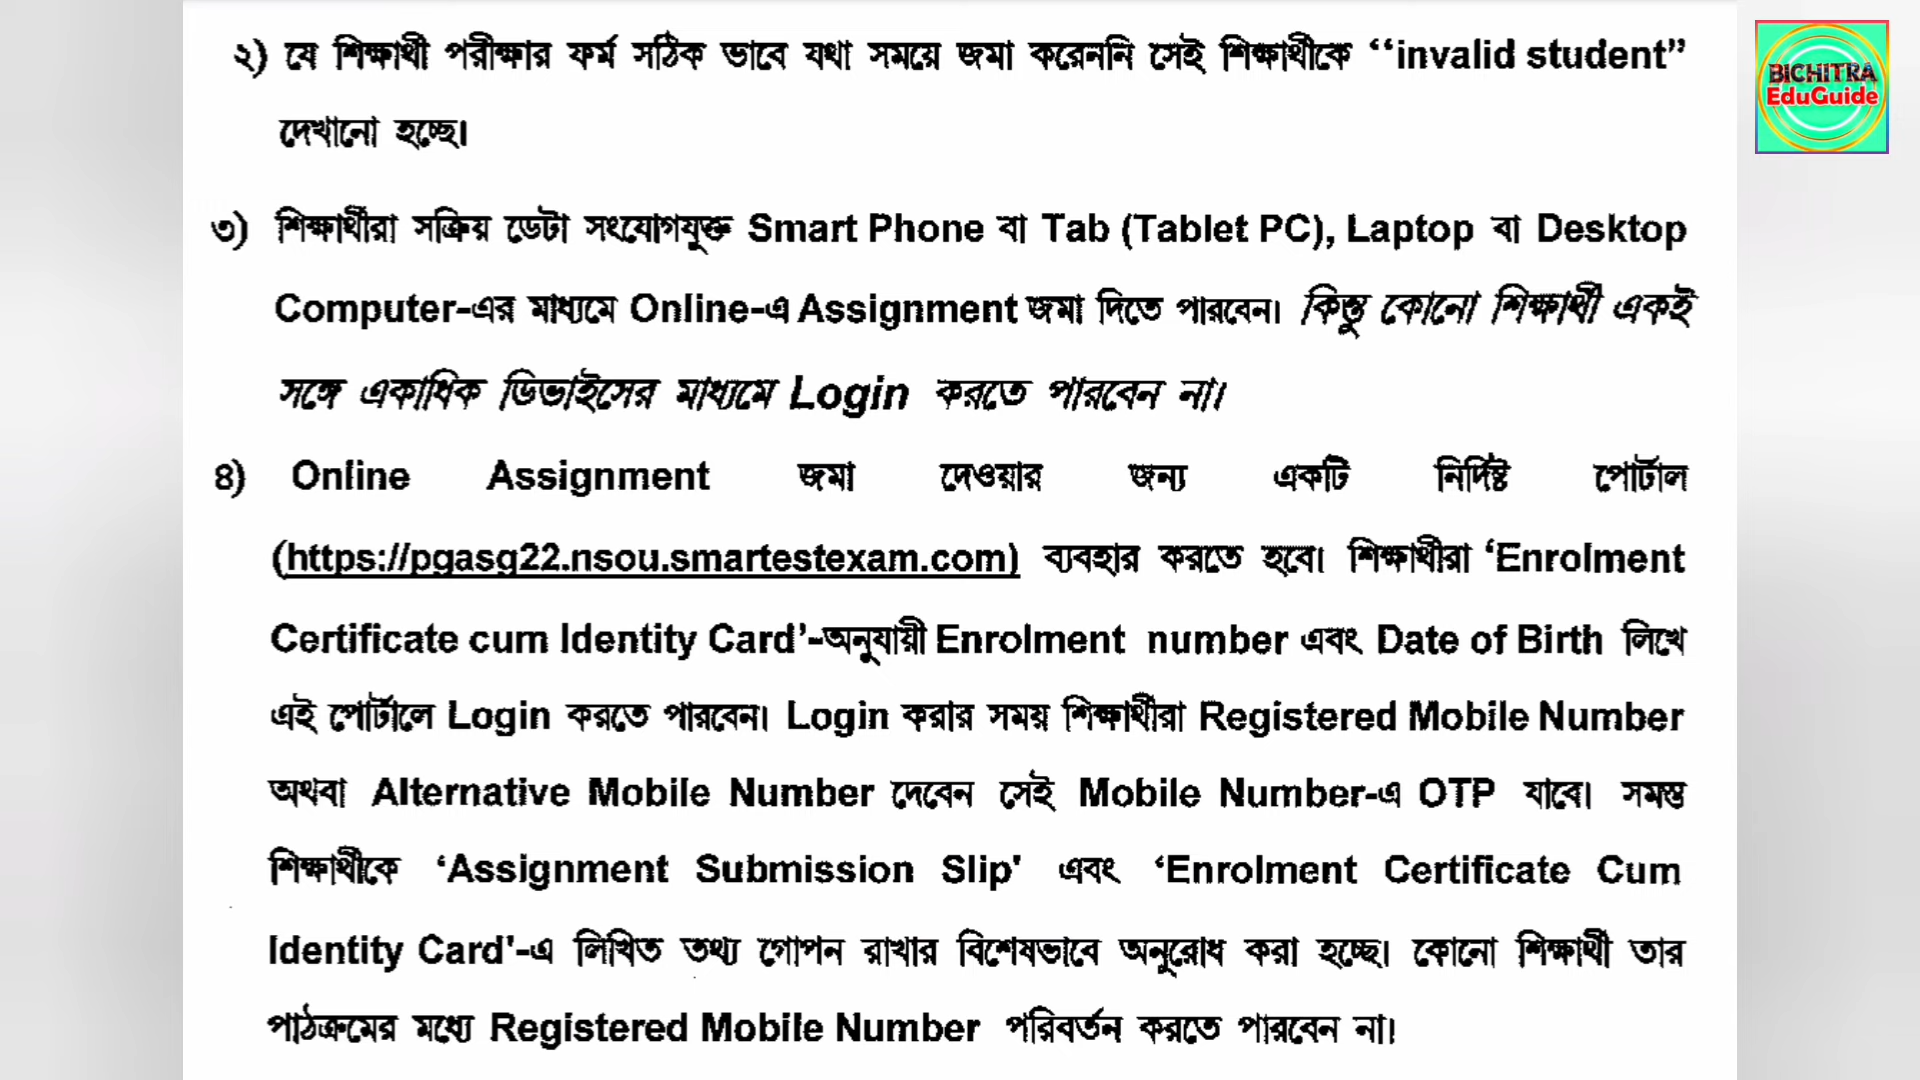 ২) যে শিক্ষার্থী পরীক্ষার ফর্ম সঠিক ভাবে যথা সময়ে জমা করেননি সেই শিক্ষার্থীকে ‘‘invalid student”
দেখানো হচ্ছে।
BICHITRA
EduGuide
৩) শিক্ষার্থীরা সক্রিয় ডেটা সংযোগযুক্ত Smart Phone বা Tab (Tablet PC), Laptop বা Desktop
Computer-এর মাধ্যমে Online-এ Assignment জমা দিতে পারবেন। কিন্তু কোনো শিক্ষার্থী একই
সঙ্গে একাধিক ডিভাইসের মাধ্যমে Login করতে পারবেন না।
৪) Online Assignment জমা দেওয়ার জন্য একটি নির্দিষ্ট পোর্টাল
(https://pgasg22.nsou.smartestexam.com) ব্যবহার করতে হবে। শিক্ষার্থীরা ‘Enrolment
Certificate cum Identity Card’-অনুযায়ী Enrolment number এবং Date of Birth লিখে
এই পোর্টালে Login করতে পারবেন। Login করার সময় শিক্ষার্থীরা Registered Mobile Number
অথবা Alternative Mobile Number দেবেন সেই Mobile Number-এ OTP যাবে। সমস্ত
শিক্ষার্থীকে ‘Assignment Submission Slip' এবং ‘Enrolment Certificate Cum
Identity Card'-এ লিখিত তথ্য গোপন রাখার বিশেষভাবে অনুরোধ করা হচ্ছে। কোনো শিক্ষার্থী তার
পাঠক্রমের মধ্যে Registered Mobile Number পরিবর্তন করতে পারবেন না।